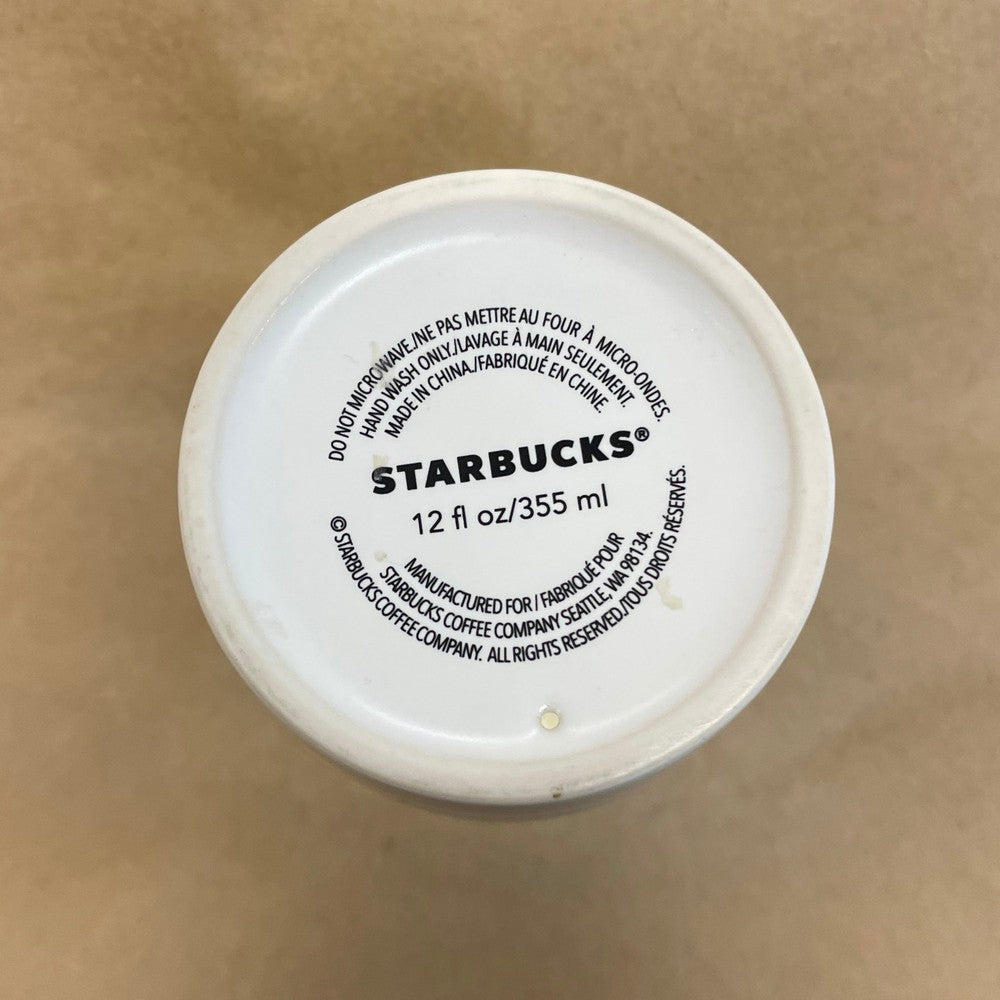 DO NOT MICROWAVE./NE PAS METTRE AU FOUR À MICRO-ONDES.
HAND WASH ONLY./LAVAGE À MAIN SEULEMENT.
MADE IN CHINA./FABRIQUÉ EN CHINE.
STARBUCKS®
12 fl oz/355 ml
MANUFACTURED FOR / FABRIQUÉ POUR
STARBUCKS COFFEE COMPANY SEATTLE, WA 98134.
© STARBUCKS COFFEE COMPANY. ALL RIGHTS RESERVED./TOUS DROITS RÉSERVÉS.